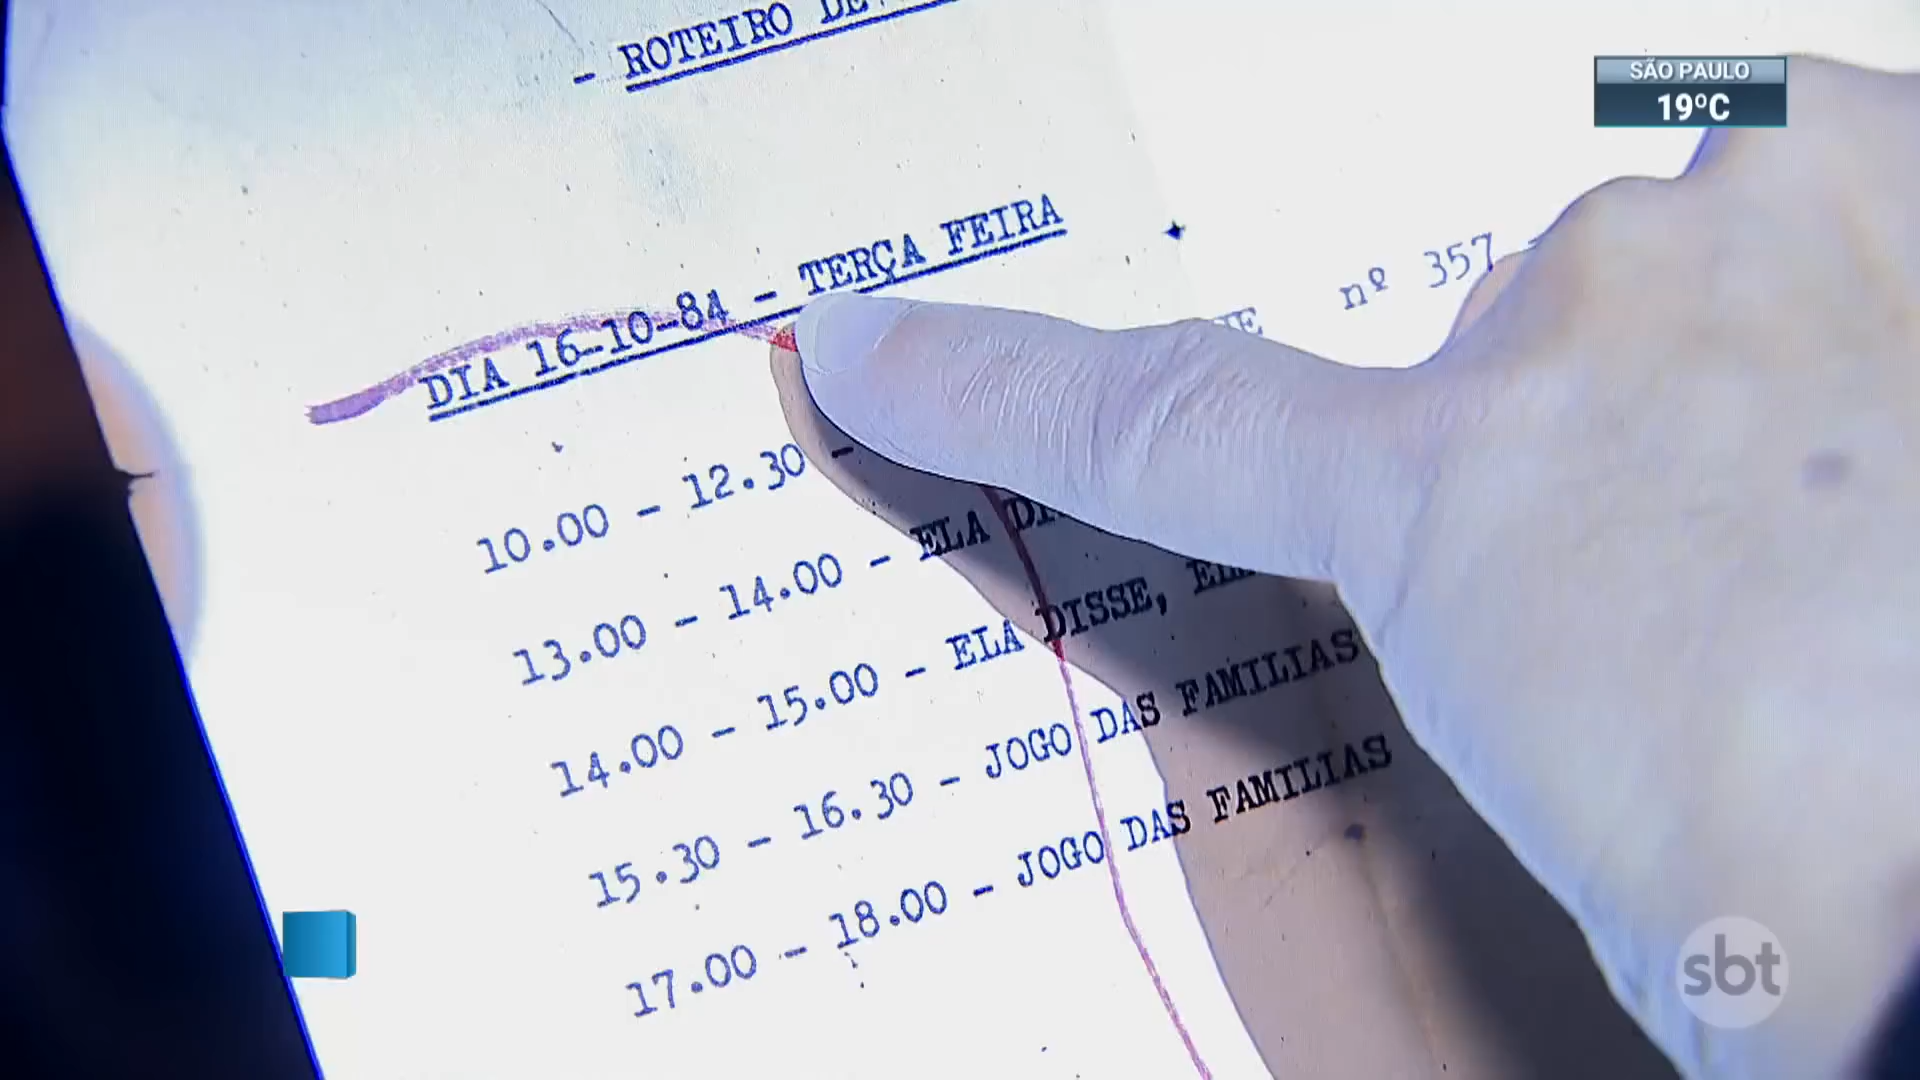 - ROTEIRO DE
SÃO PAULO
19ºC
DIA 16-10-84 - TERÇA FEIRA
nº 357
10.00 - 12.30 -
13.00 - 14.00 - ELA
14.00 - 15.00 - ELA DISSE,
15.30 - 16.30 - JOGO DAS FAMILIAS
17.00 - 18.00 - JOGO DAS FAMILIAS
sbt